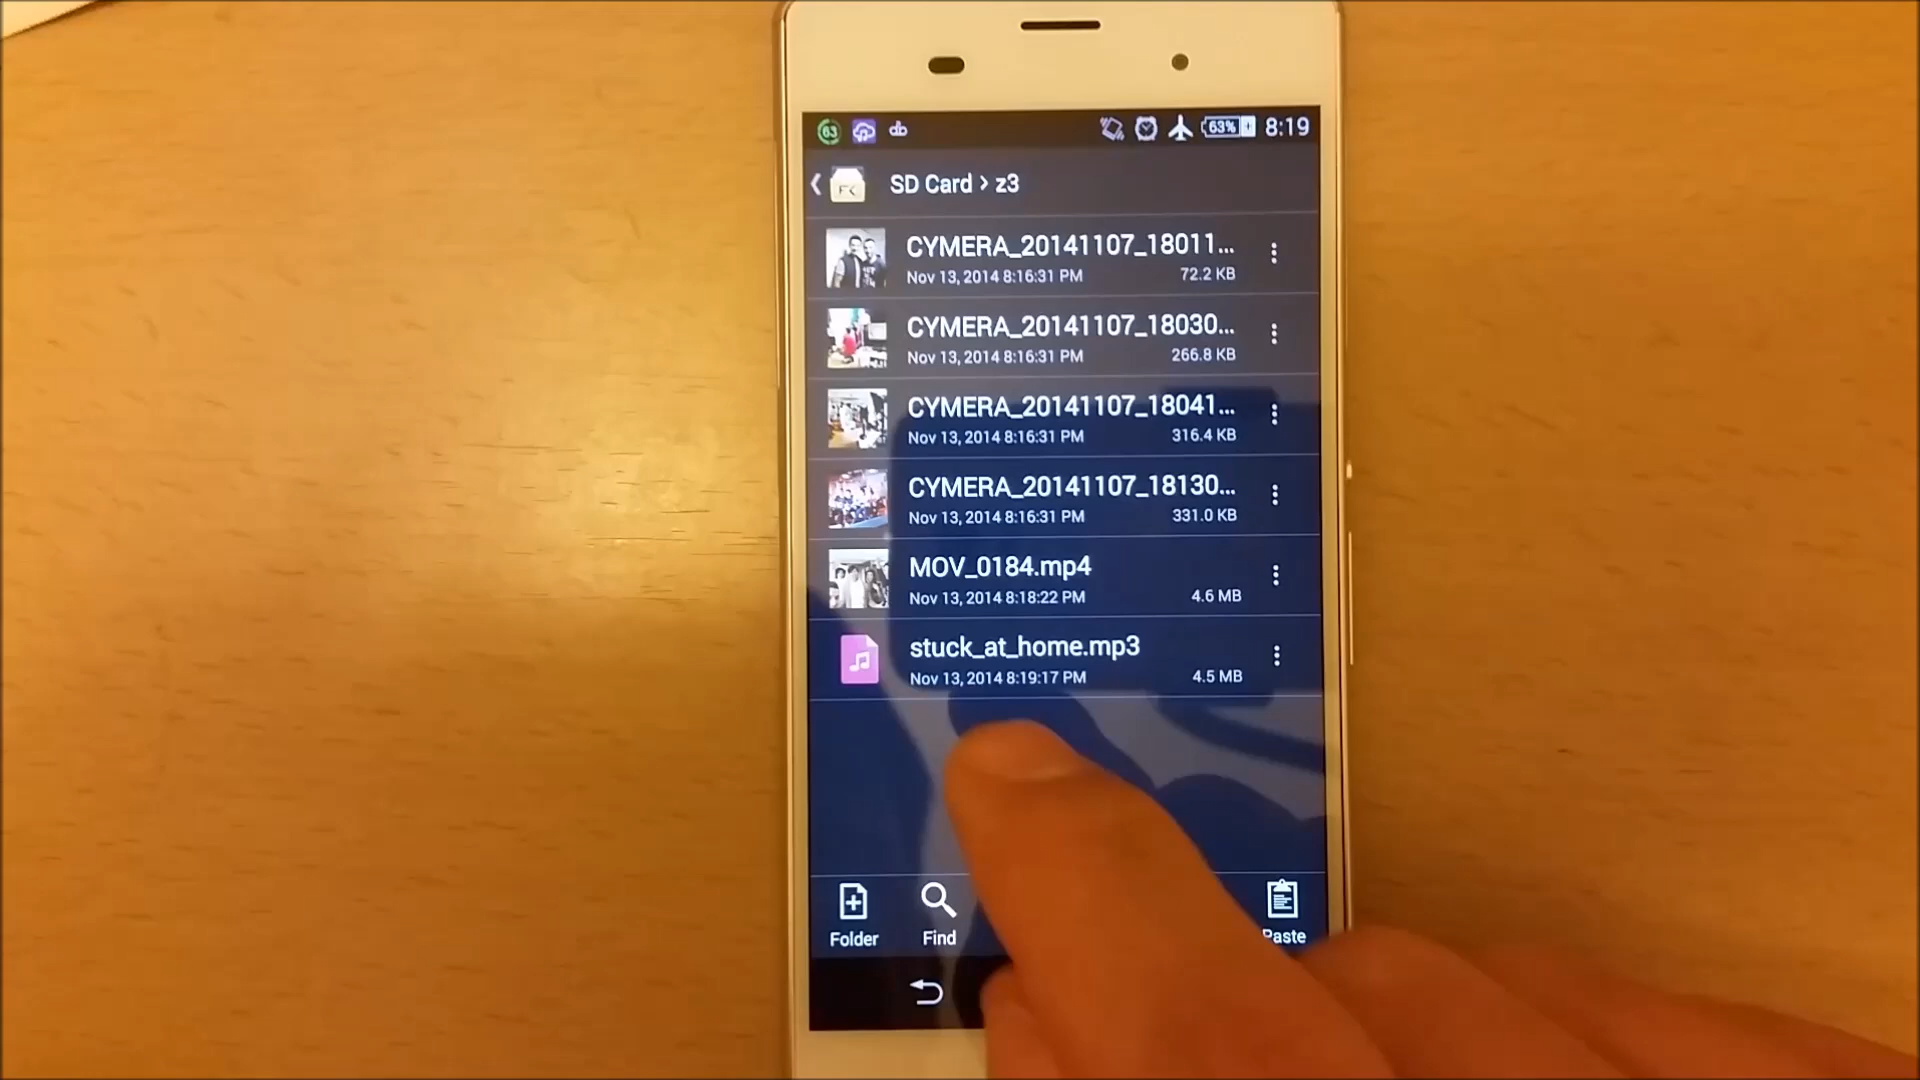 63 db 63% 8:19
FX SD Card > z3
CYMERA_20141107_18011...
Nov 13, 2014 8:16:31 PM 72.2 KB
CYMERA_20141107_18030...
Nov 13, 2014 8:16:31 PM 266.8 KB
CYMERA_20141107_18041...
Nov 13, 2014 8:16:31 PM 316.4 KB
CYMERA_20141107_18130...
Nov 13, 2014 8:16:31 PM 331.0 KB
MOV_0184.mp4
Nov 13, 2014 8:18:22 PM 4.6 MB
stuck_at_home.mp3
Nov 13, 2014 8:19:17 PM 4.5 MB
Folder Find Paste